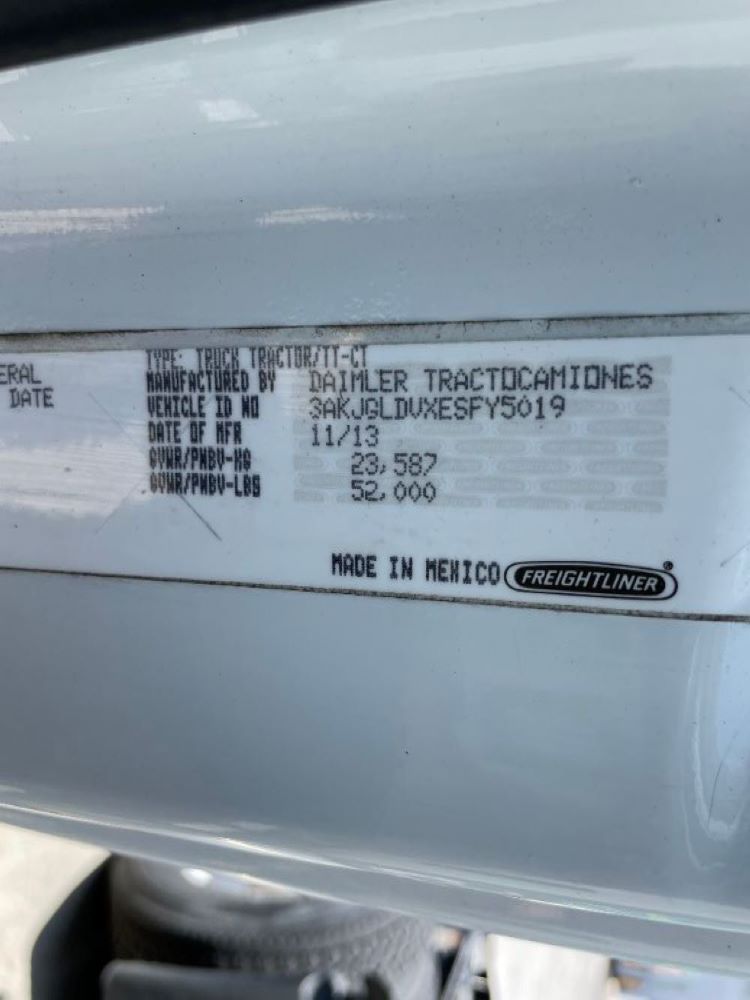 ERAL
DATE
TYPE: TRUCK TRACTOR/TT-CT
MANUFACTURED BY DAIMLER TRACTOCAMIONES
VEHICLE ID NO 3AKJGLDVXESFY5019
DATE OF MFR 11/13
GVWR/PNBV-KG 23,587
GVWR/PNBV-LBS 52,000
MADE IN MEXICO FREIGHTLINER®